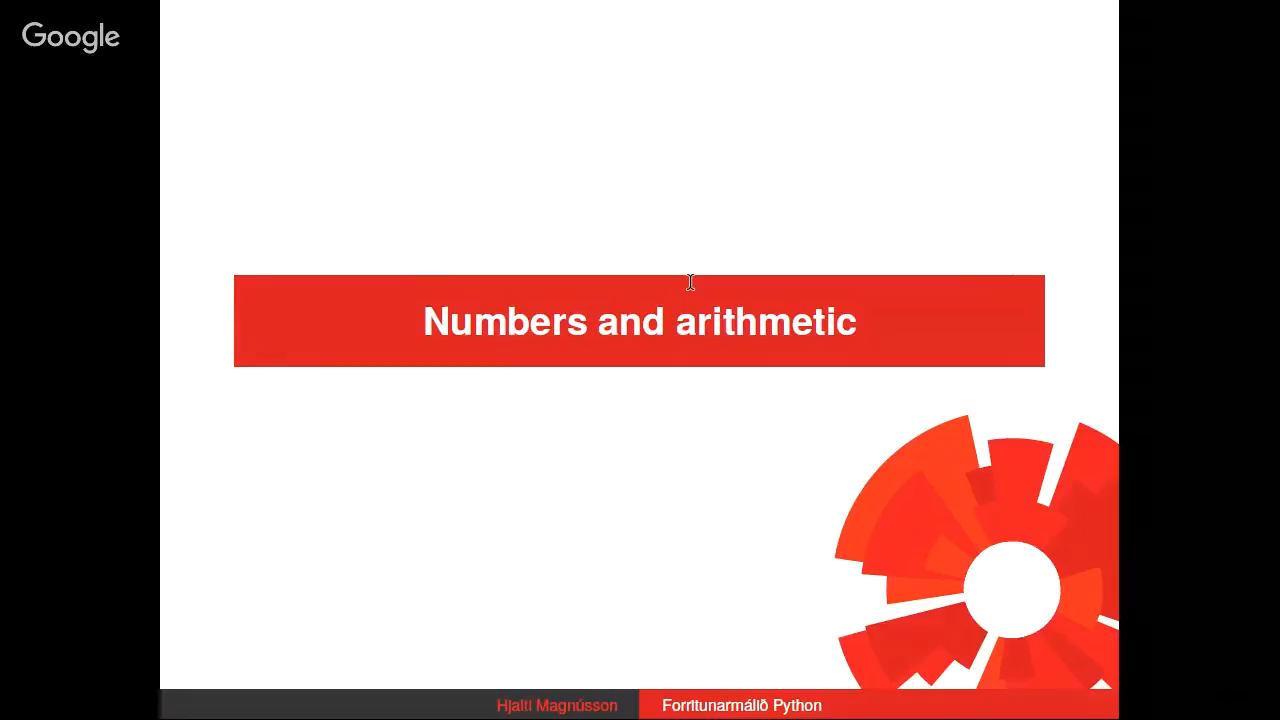 Google
Numbers and arithmetic
Hjalti Magnússon
Forritunarmálið Python